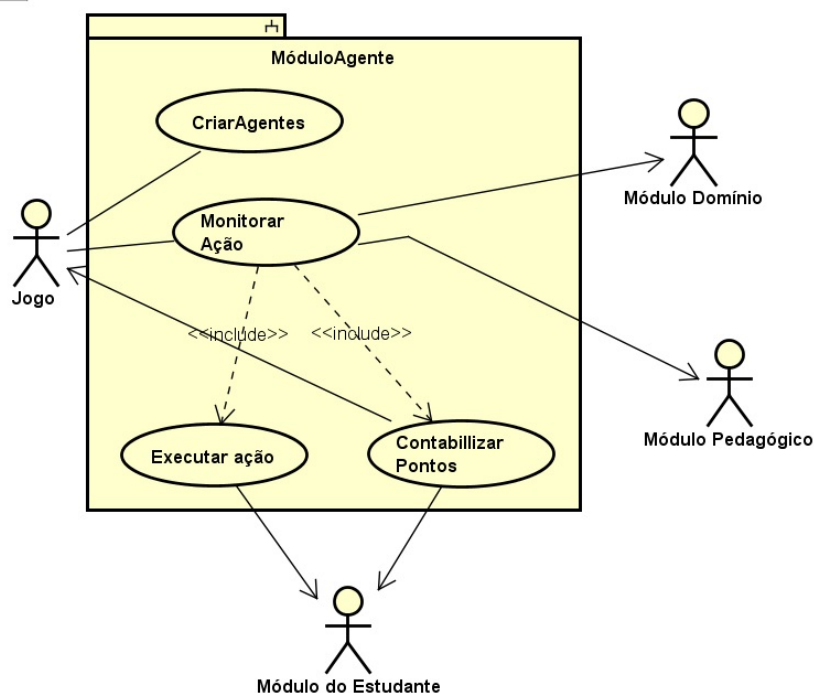 MóduloAgente
CriarAgentes
Módulo Domínio
Monitorar
Ação
Jogo
<<include>>
<<include>>
Módulo Pedagógico
Executar ação
Contabillizar
Pontos
Módulo do Estudante